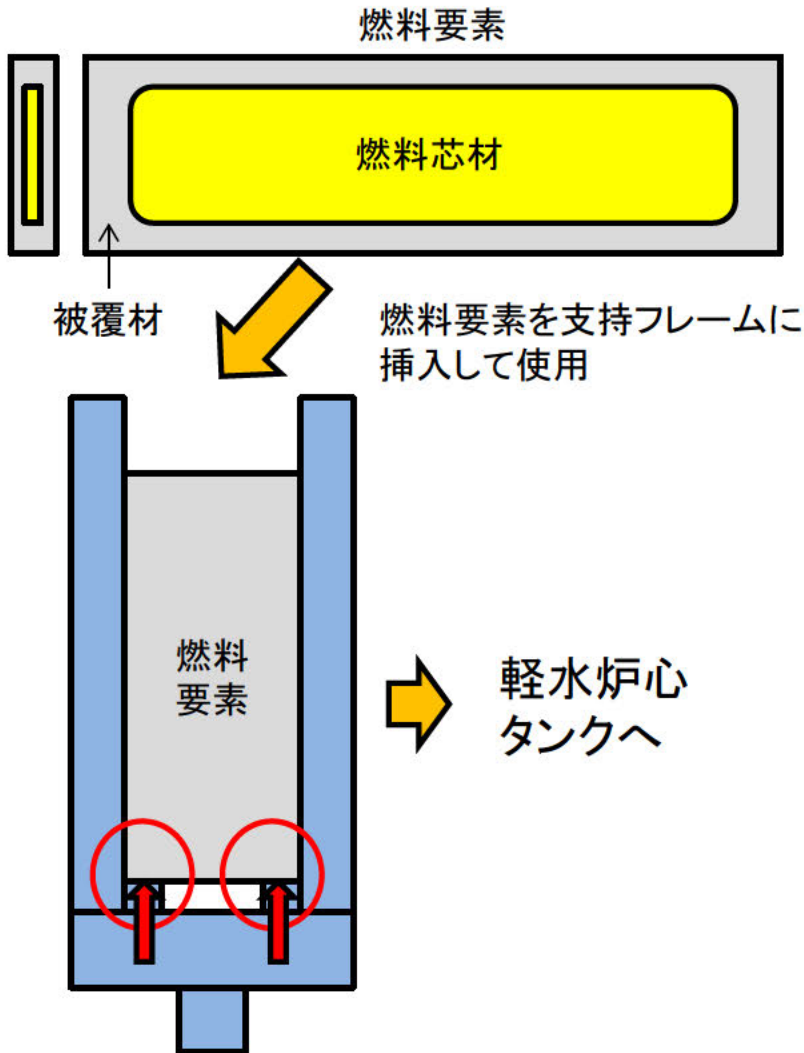 燃料要素
燃料芯材
被覆材
燃料要素を支持フレームに
挿入して使用
燃料
要素
軽水炉心
タンクへ